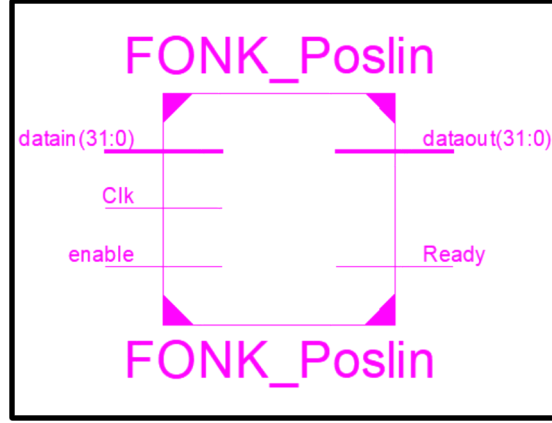 FONK_Poslin
datain(31:0)
dataout(31:0)
Clk
enable
Ready
FONK_Poslin